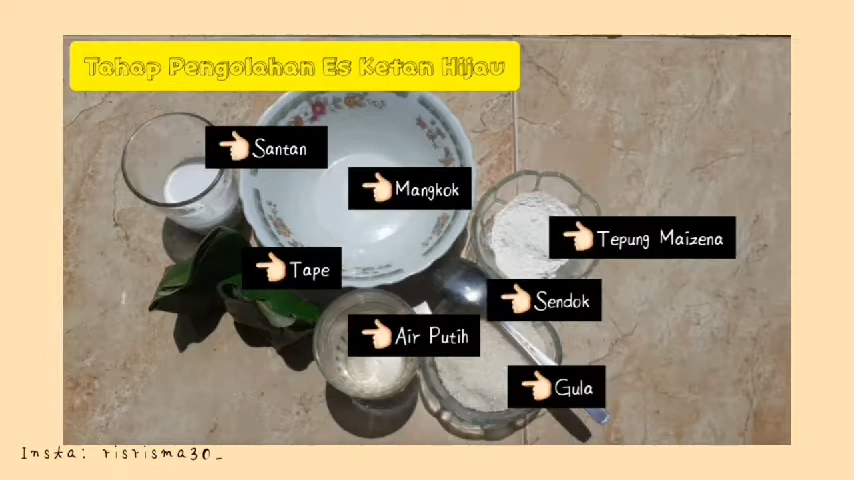 Tahap Pengolahan Es Ketan Hijau
Santan
Mangkok
Tepung Maizena
Tape
Sendok
Air Putih
Gula
Insta: risrisma30_